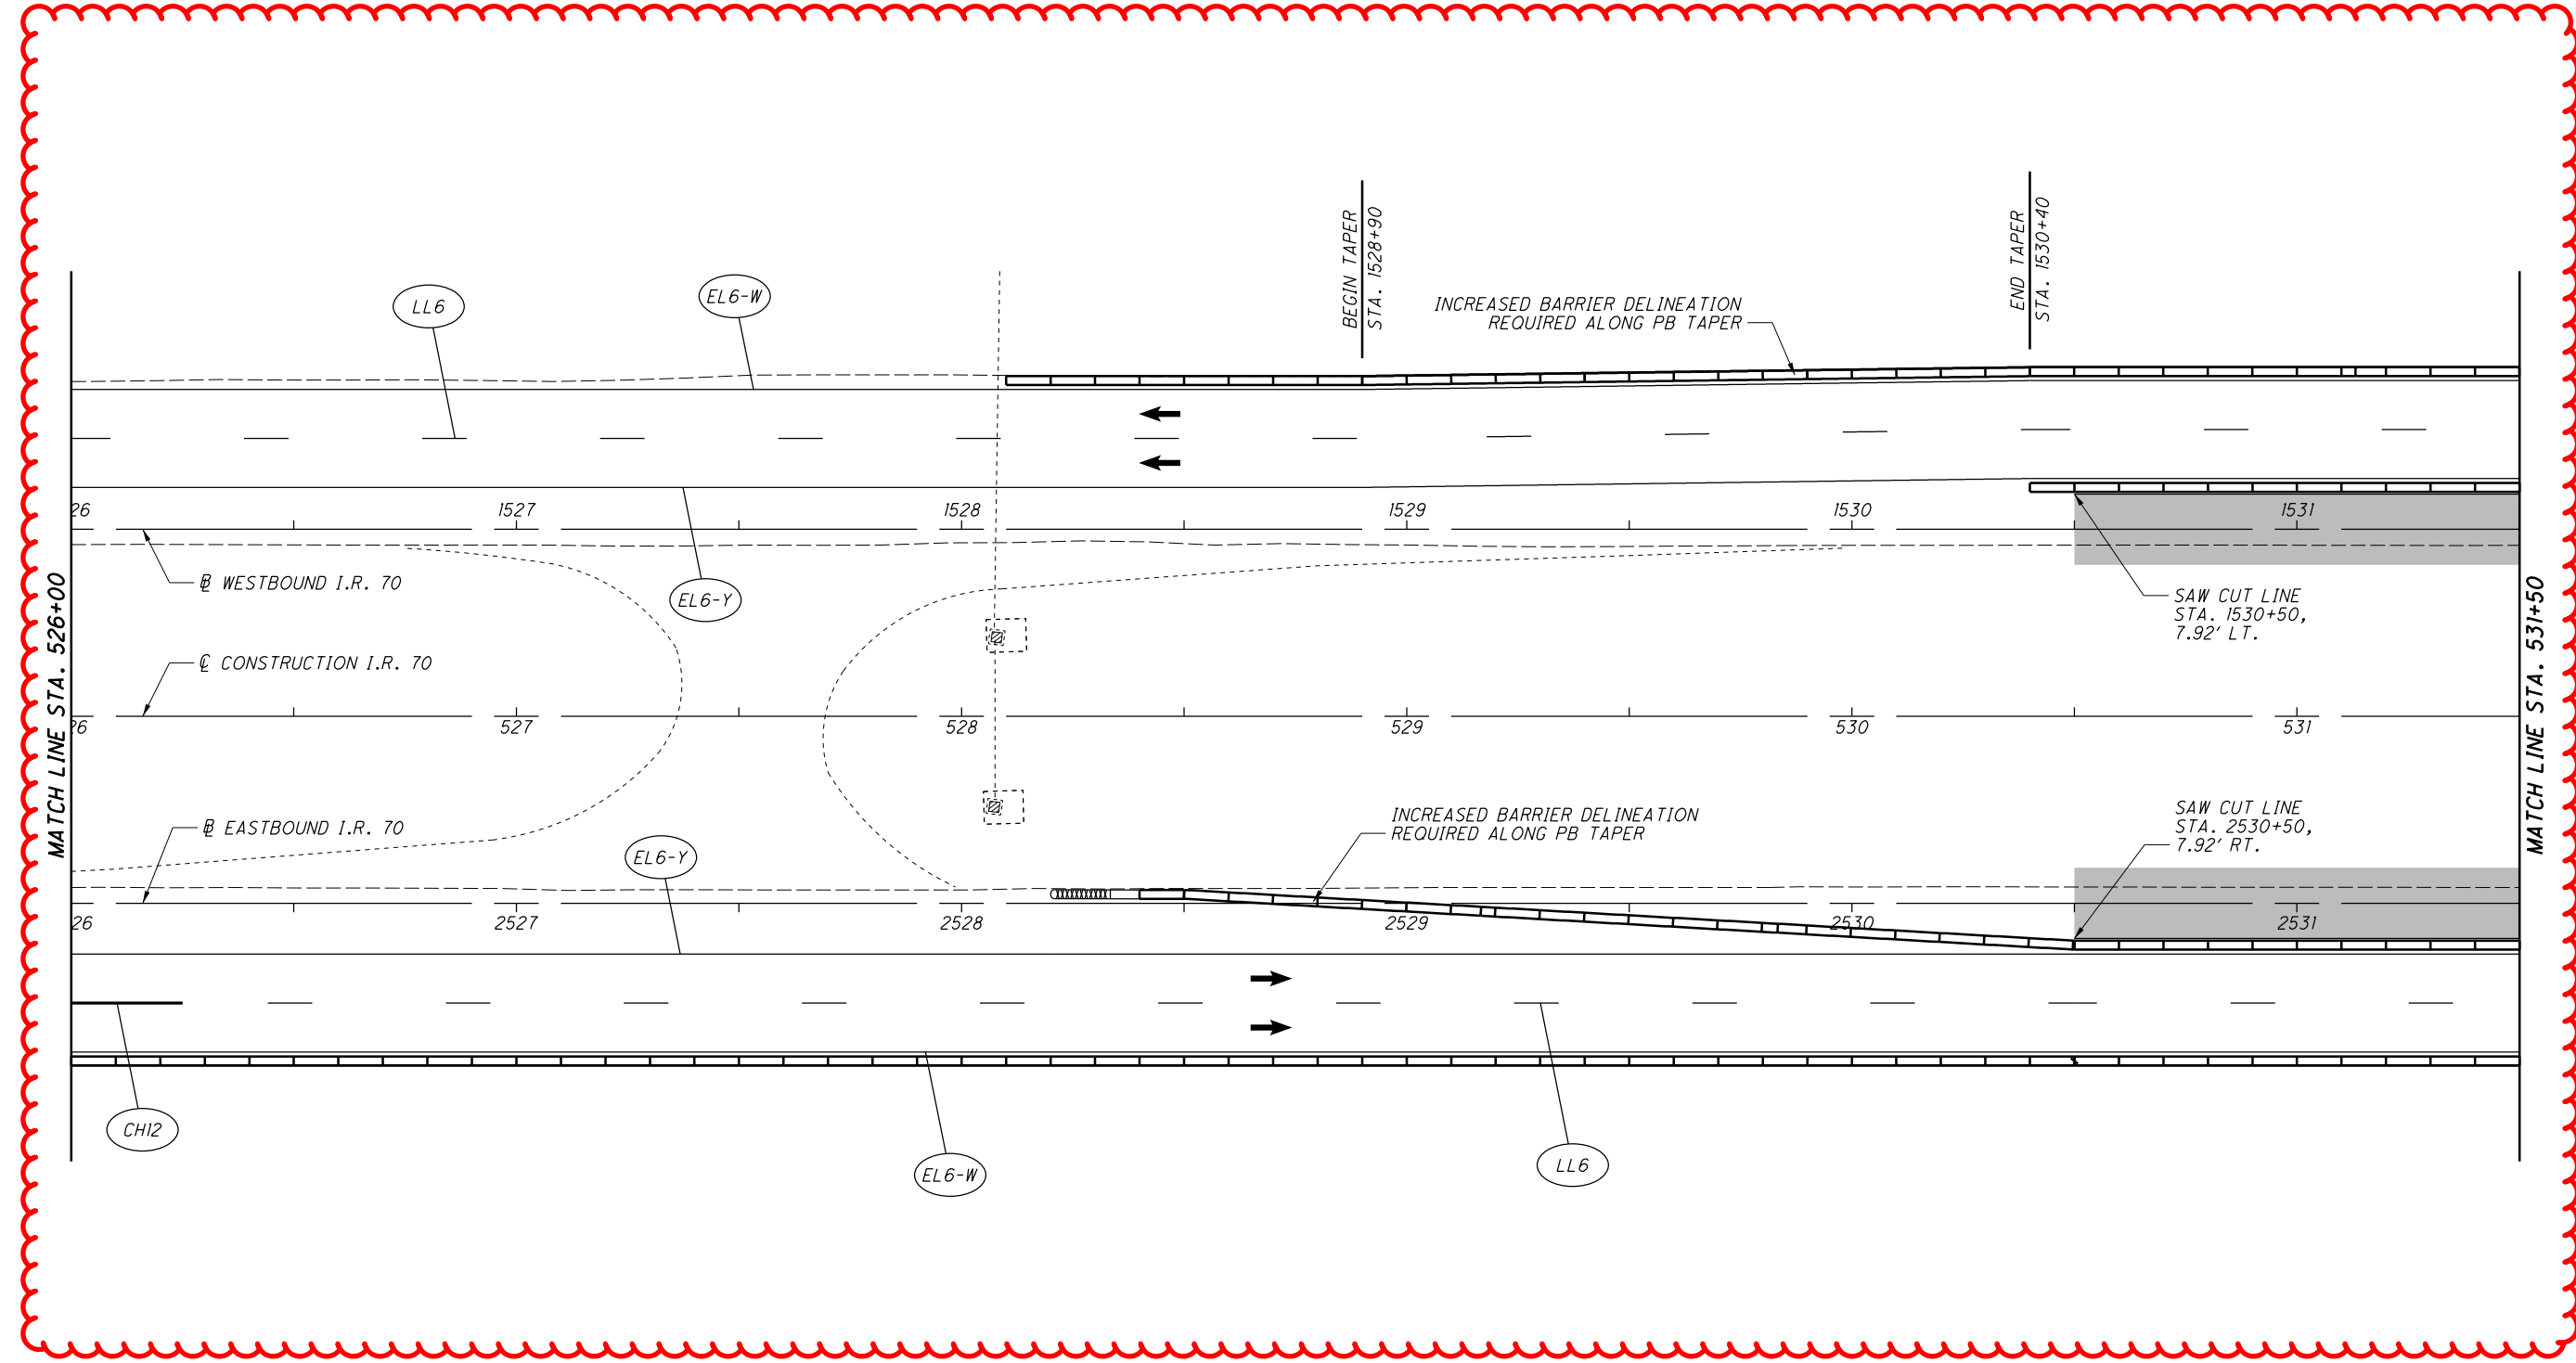 BEGIN TAPER
STA. 1528+90
END TAPER
STA. 1530+40
LL6
EL6-W
INCREASED BARRIER DELINEATION
REQUIRED ALONG PB TAPER
26
1527
1528
1529
1530
1531
BL WESTBOUND I.R. 70
EL6-Y
SAW CUT LINE
STA. 1530+50,
7.92' LT.
MATCH LINE STA. 526+00
MATCH LINE STA. 531+50
CL CONSTRUCTION I.R. 70
26
527
528
529
530
531
BL EASTBOUND I.R. 70
EL6-Y
INCREASED BARRIER DELINEATION
REQUIRED ALONG PB TAPER
SAW CUT LINE
STA. 2530+50,
7.92' RT.
26
2527
2528
2529
2530
2531
CH12
EL6-W
LL6